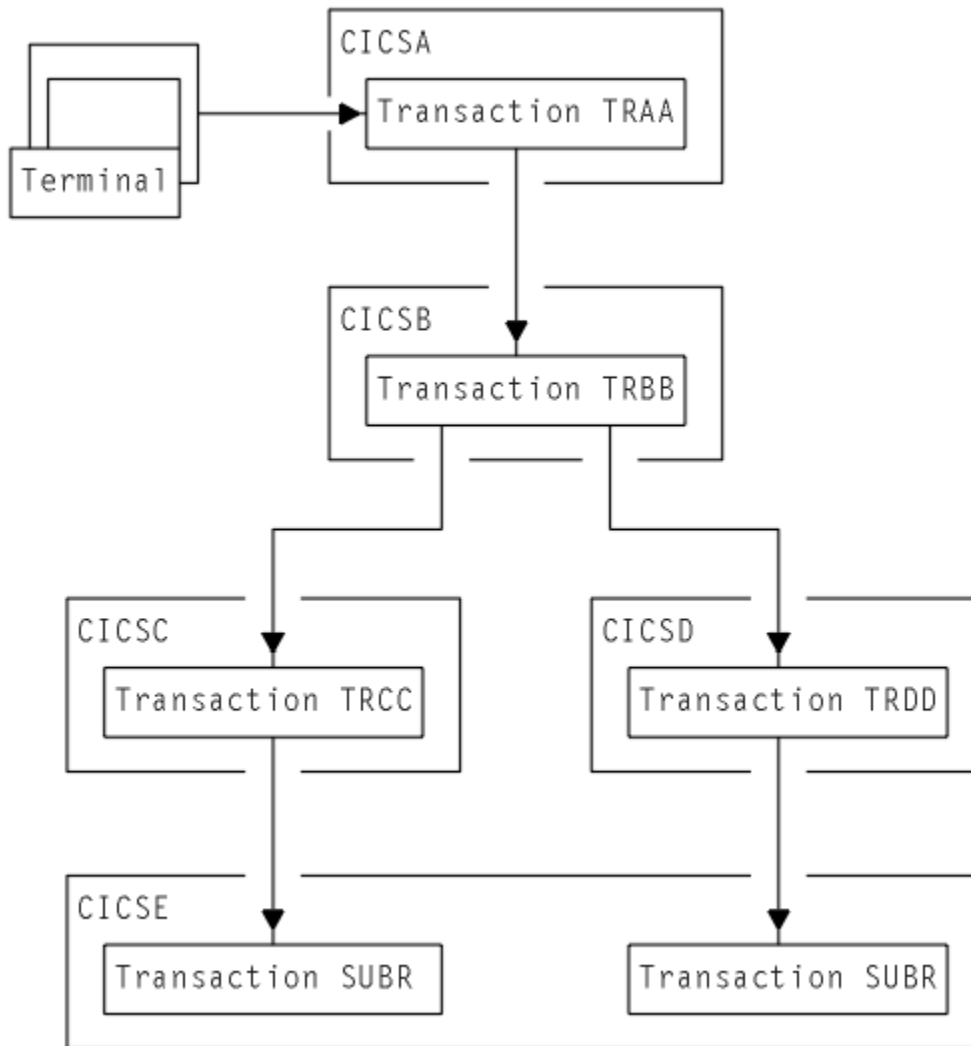 CICSA
Transaction TRAA
Terminal
CICSB
Transaction TRBB
CICSC
CICSD
Transaction TRCC
Transaction TRDD
CICSE
Transaction SUBR
Transaction SUBR